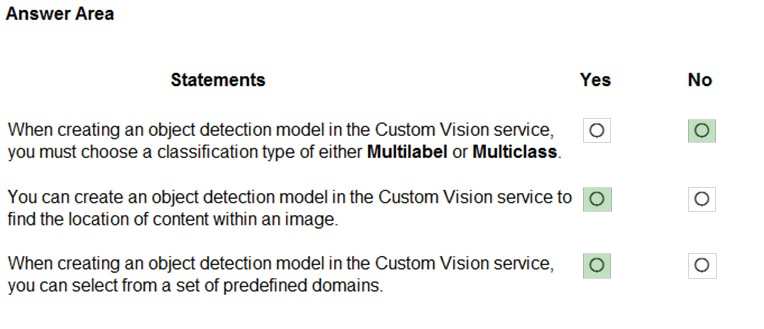 Answer Area
Statements Yes No
When creating an object detection model in the Custom Vision service,
you must choose a classification type of either Multilabel or Multiclass.
You can create an object detection model in the Custom Vision service to
find the location of content within an image.
When creating an object detection model in the Custom Vision service,
you can select from a set of predefined domains.